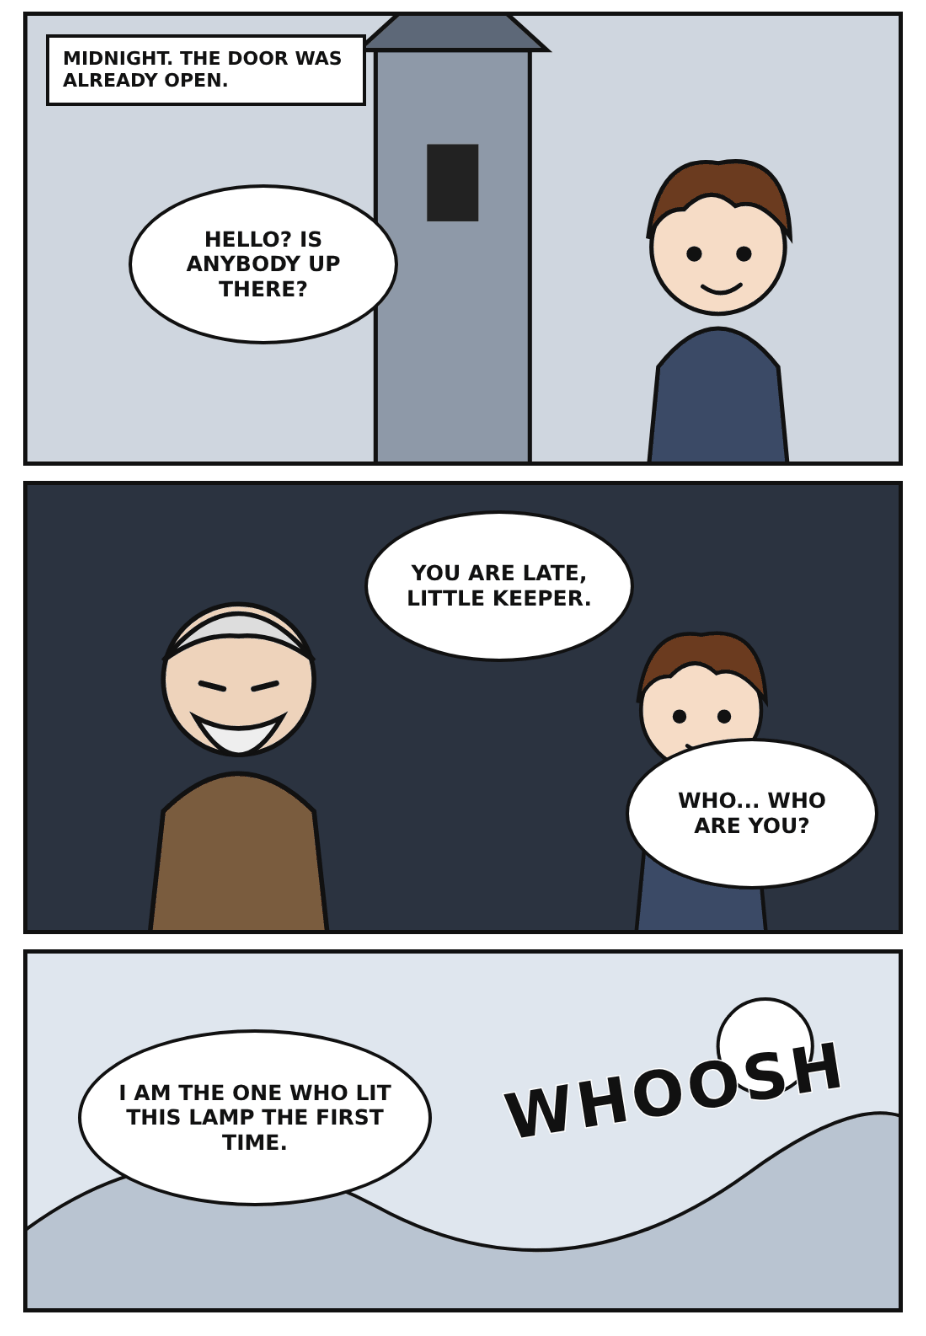 MIDNIGHT. THE DOOR WAS
ALREADY OPEN.
HELLO? IS
ANYBODY UP
THERE?
YOU ARE LATE,
LITTLE KEEPER.
WHO... WHO
ARE YOU?
I AM THE ONE WHO LIT
THIS LAMP THE FIRST
TIME.
WHOOSH